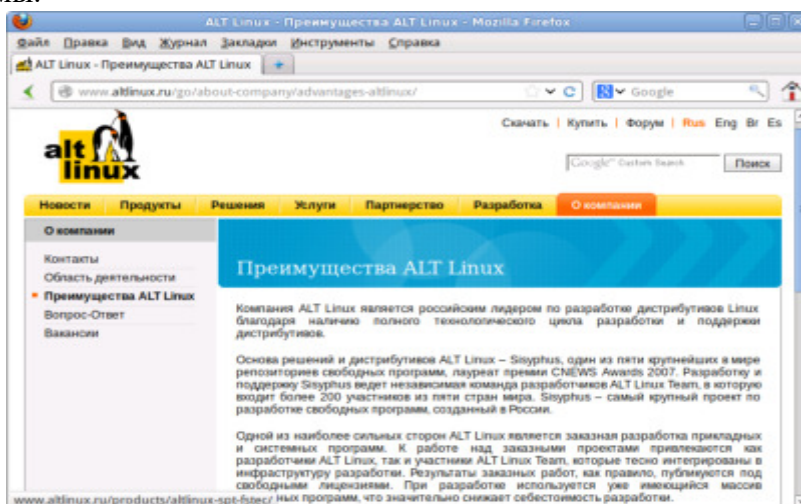 ALT Linux - Преимущества ALT Linux - Mozilla Firefox
Файл Правка Вид Журнал Закладки Инструменты Справка
ALT Linux - Преимущества ALT Linux
www.altlinux.ru/go/about-company/advantages-altlinux/ Google
Скачать | Купить | Форум | Rus Eng Br Es
alt linux
Google™ Custom Search Поиск
Новости Продукты Решения Услуги Партнерство Разработка О компании
О компании
Контакты
Область деятельности
Преимущества ALT Linux
Вопрос-Ответ
Вакансии
Преимущества ALT Linux
Компания ALT Linux является российским лидером по разработке дистрибутивов Linux
благодаря наличию полного технологического цикла разработки и поддержки
дистрибутивов.
Основа решений и дистрибутивов ALT Linux – Sisyphus, один из пяти крупнейших в мире
репозиториев свободных программ, лауреат премии CNEWS Awards 2007. Разработку и
поддержку Sisyphus ведет независимая команда разработчиков ALT Linux Team, в которую
входит более 200 участников из пяти стран мира. Sisyphus – самый крупный проект по
разработке свободных программ, созданный в России.
Одной из наиболее сильных сторон ALT Linux является заказная разработка прикладных
и системных программ. К работе над заказными проектами привлекаются как
разработчики ALT Linux, так и участники ALT Linux Team, которые тесно интегрированы в
инфраструктуру разработки. Результаты заказных работ, как правило, публикуются под
свободными лицензиями. При разработке используется уже имеющийся массив
ных программ, что значительно снижает себестоимость разработки.
www.altlinux.ru/products/altlinux-spt-fstec/